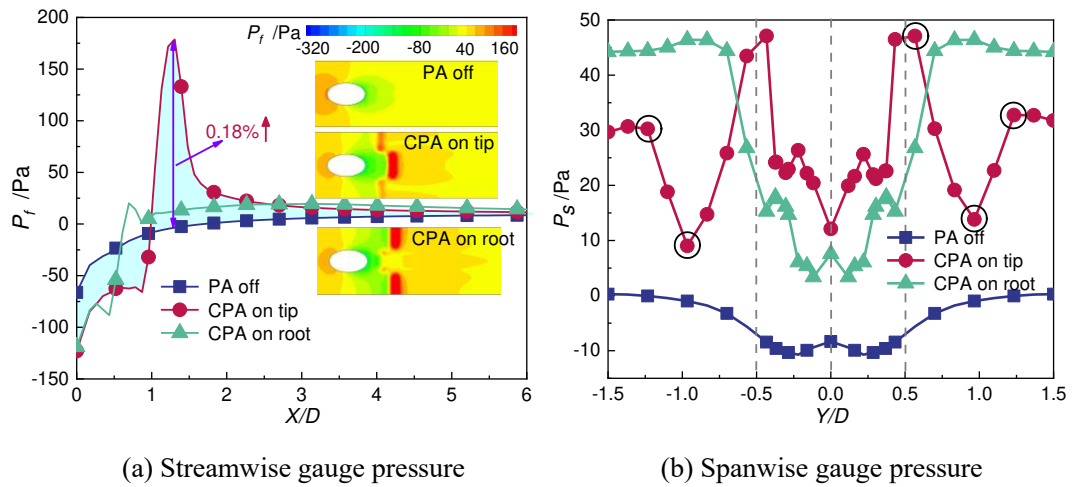 200
150
100
50
0
-50
-100
-150
P_f /Pa
0 1 2 3 4 5 6
X/D
P_f /Pa
-320 -200 -80 40 160
PA off
CPA on tip
CPA on root
0.18%
PA off
CPA on tip
CPA on root
(a) Streamwise gauge pressure
50
40
30
20
10
0
-10
P_s/Pa
-1.5 -1.0 -0.5 0.0 0.5 1.0 1.5
Y/D
PA off
CPA on tip
CPA on root
(b) Spanwise gauge pressure